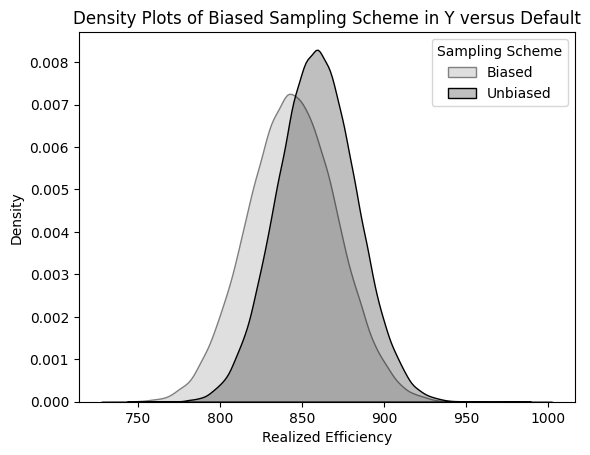 Density Plots of Biased Sampling Scheme in Y versus Default
Sampling Scheme
Biased
Unbiased
0.008
0.007
0.006
0.005
0.004
0.003
0.002
0.001
0.000
Density
750
800
850
900
950
1000
Realized Efficiency